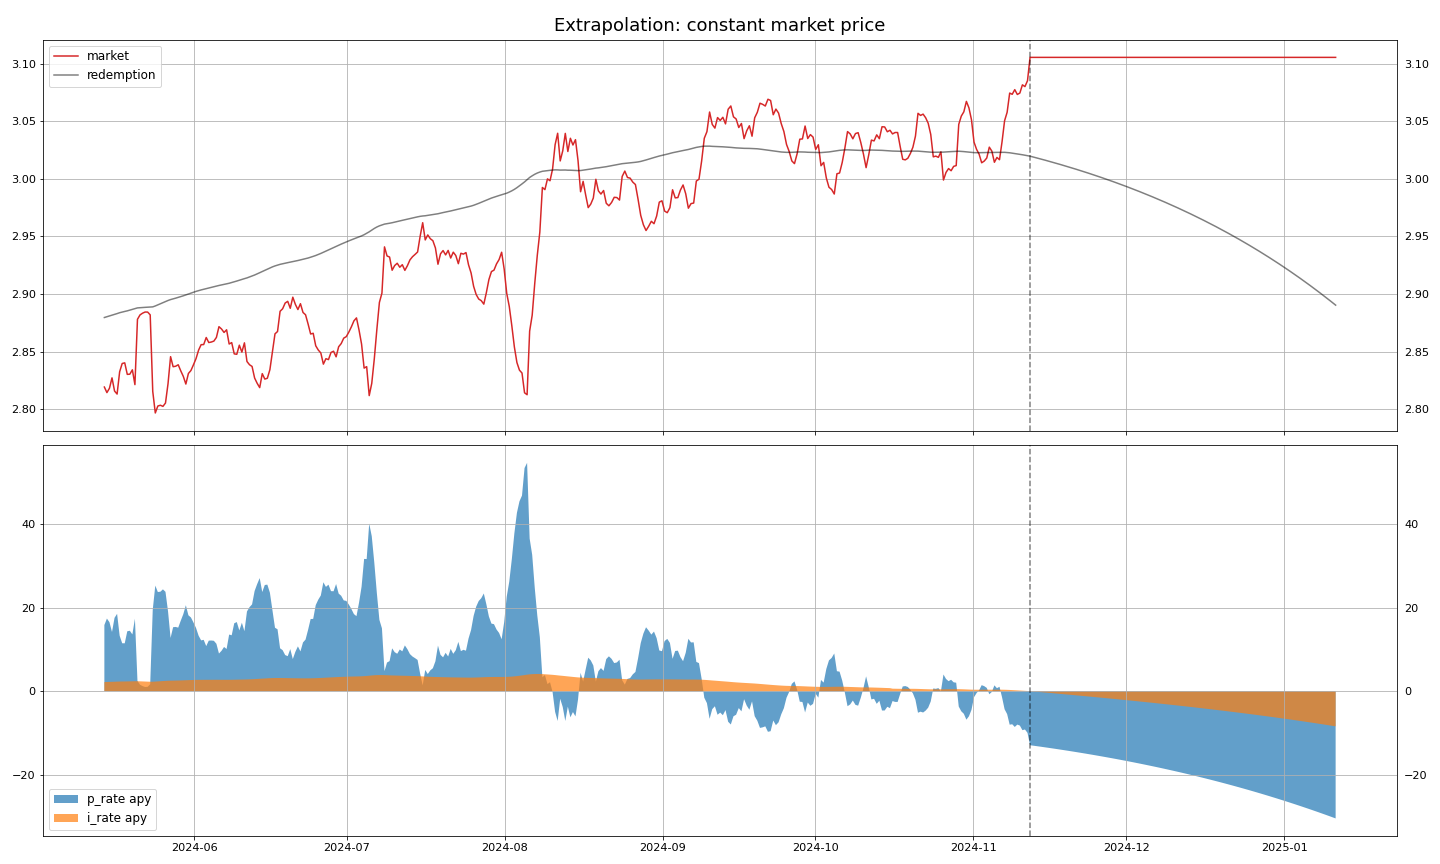 Extrapolation: constant market price
market
redemption
3.10 3.10
3.05 3.05
3.00 3.00
2.95 2.95
2.90 2.90
2.85 2.85
2.80 2.80
40 40
20 20
0 0
−20 −20
p_rate apy
i_rate apy
2024-06 2024-07 2024-08 2024-09 2024-10 2024-11 2024-12 2025-01